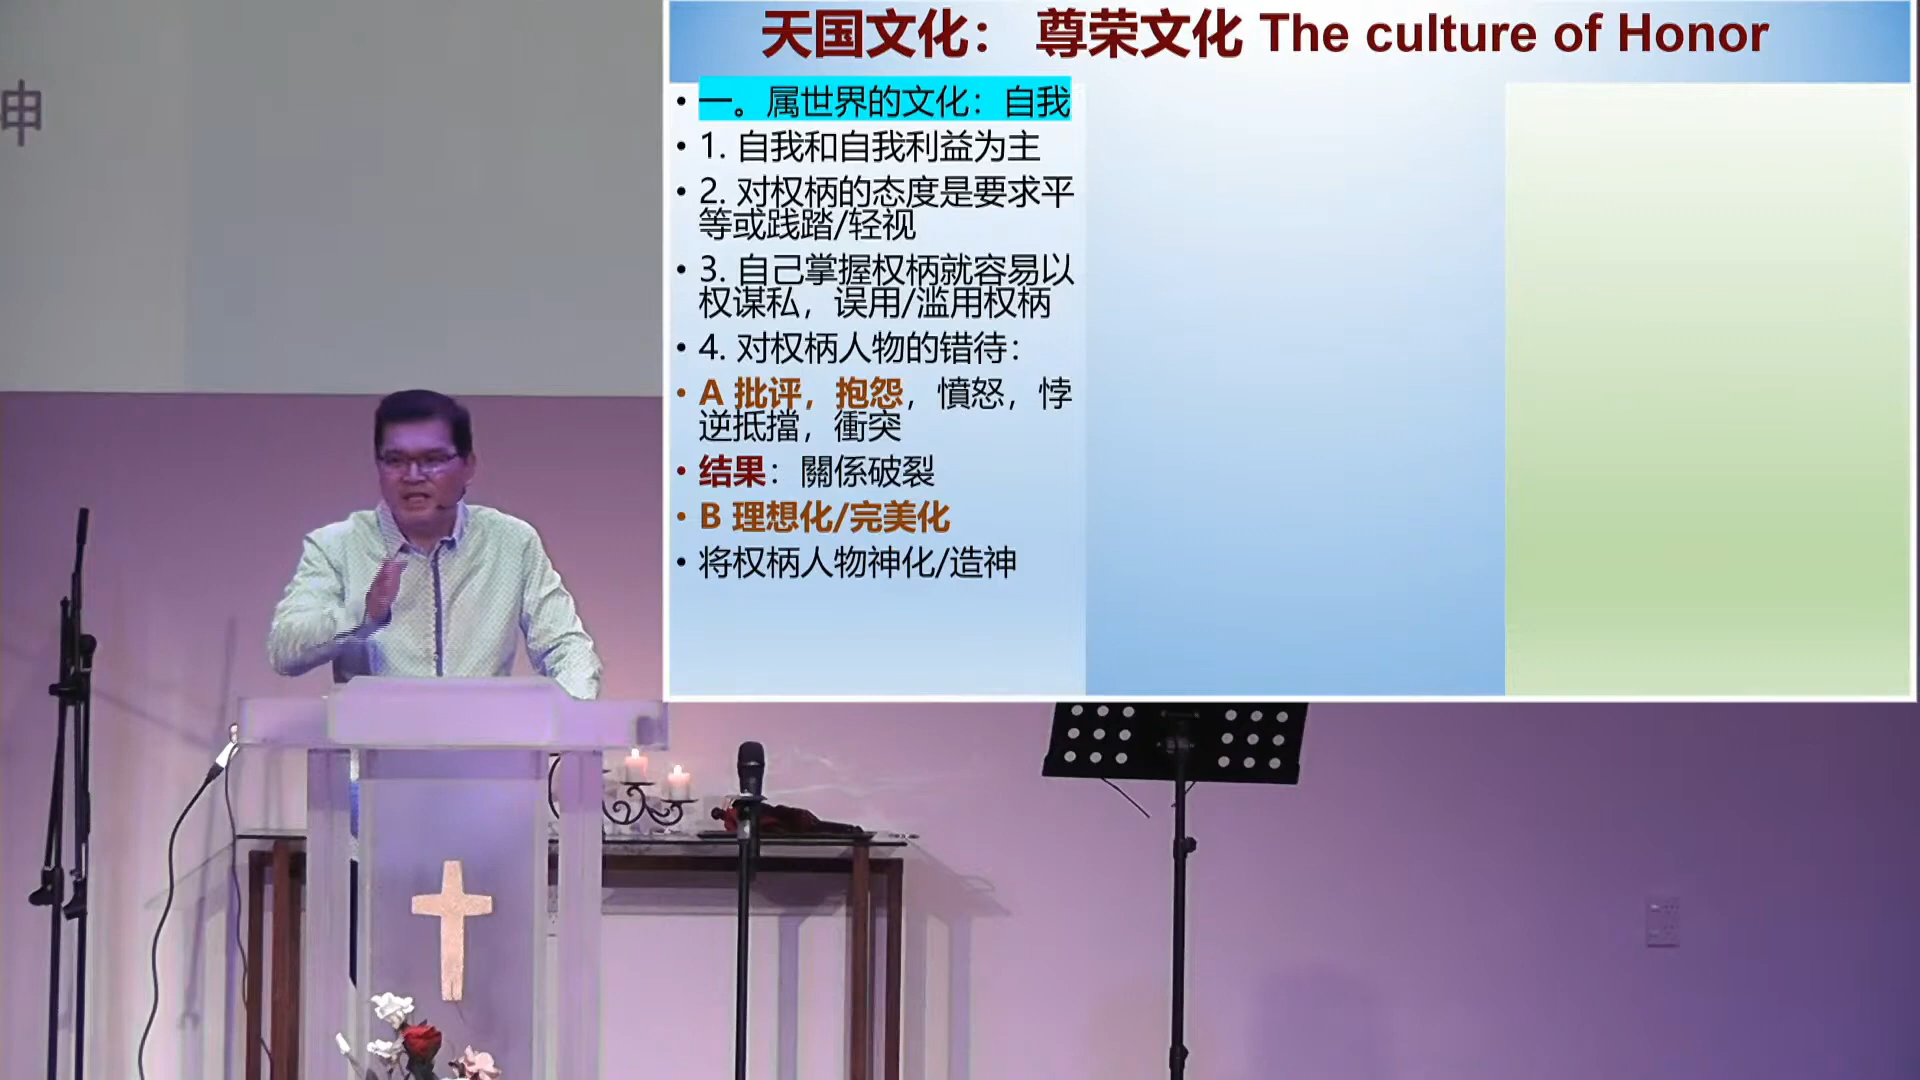 天国文化： 尊荣文化 The culture of Honor
• 一。属世界的文化：自我
• 1. 自我和自我利益为主
• 2. 对权柄的态度是要求平
等或践踏/轻视
• 3. 自己掌握权柄就容易以
权谋私，误用/滥用权柄
• 4. 对权柄人物的错待：
• A 批评，抱怨，憤怒，悖
逆抵擋，衝突
• 结果：關係破裂
• B 理想化/完美化
• 将权柄人物神化/造神